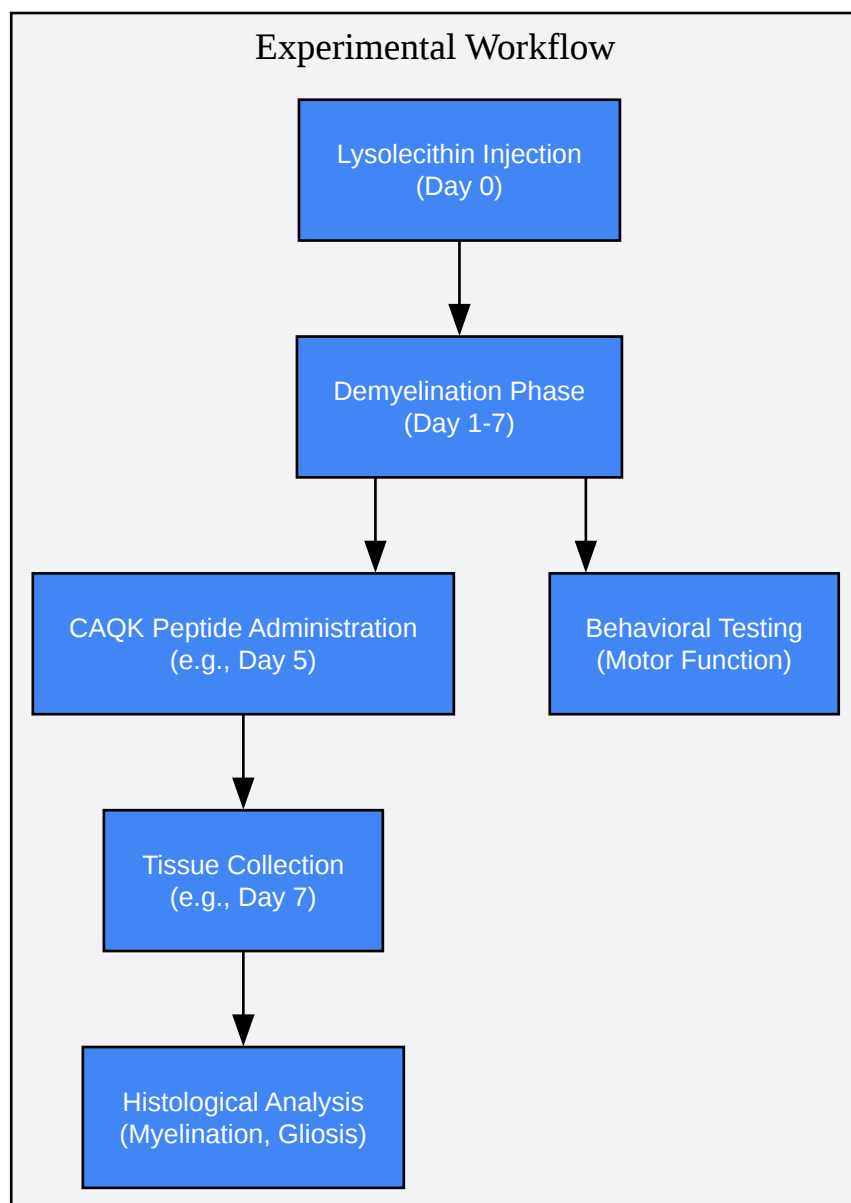 Experimental Workflow
Lysolecithin Injection
(Day 0)
Demyelination Phase
(Day 1-7)
CAQK Peptide Administration
(e.g., Day 5)
Behavioral Testing
(Motor Function)
Tissue Collection
(e.g., Day 7)
Histological Analysis
(Myelination, Gliosis)